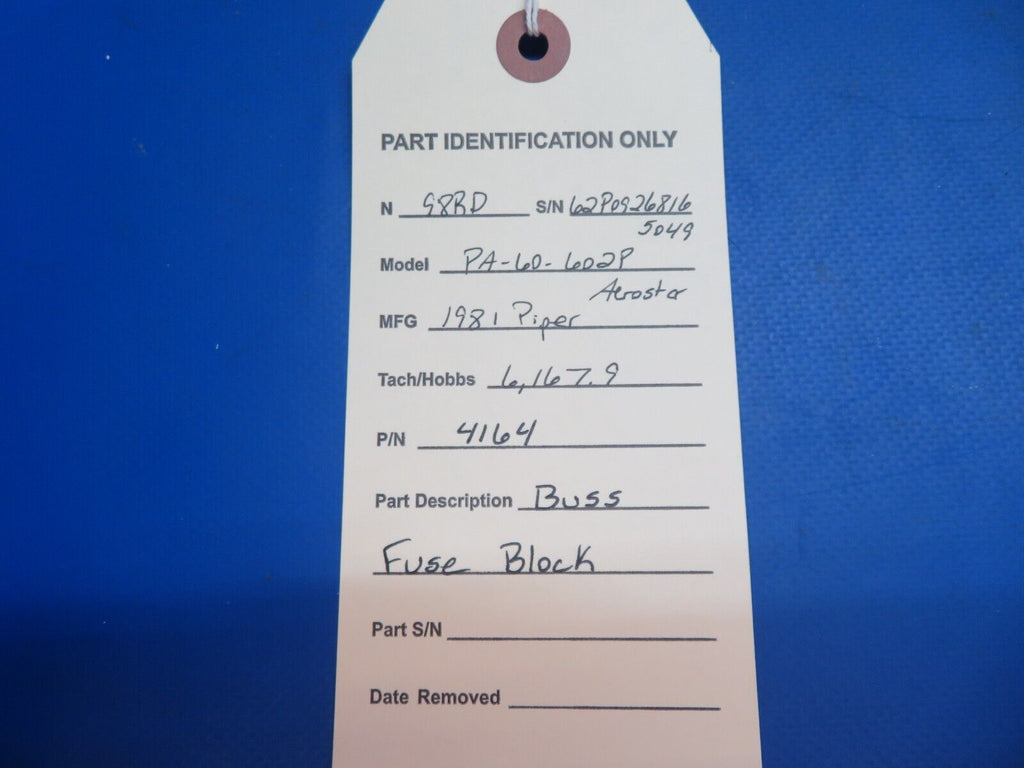 PART IDENTIFICATION ONLY
N 98RD S/N 62P0926816
5049
Model PA-60-602P
Aerostar
MFG 1981 Piper
Tach/Hobbs 6,167.9
P/N 4164
Part Description Buss
Fuse Block
Part S/N
Date Removed